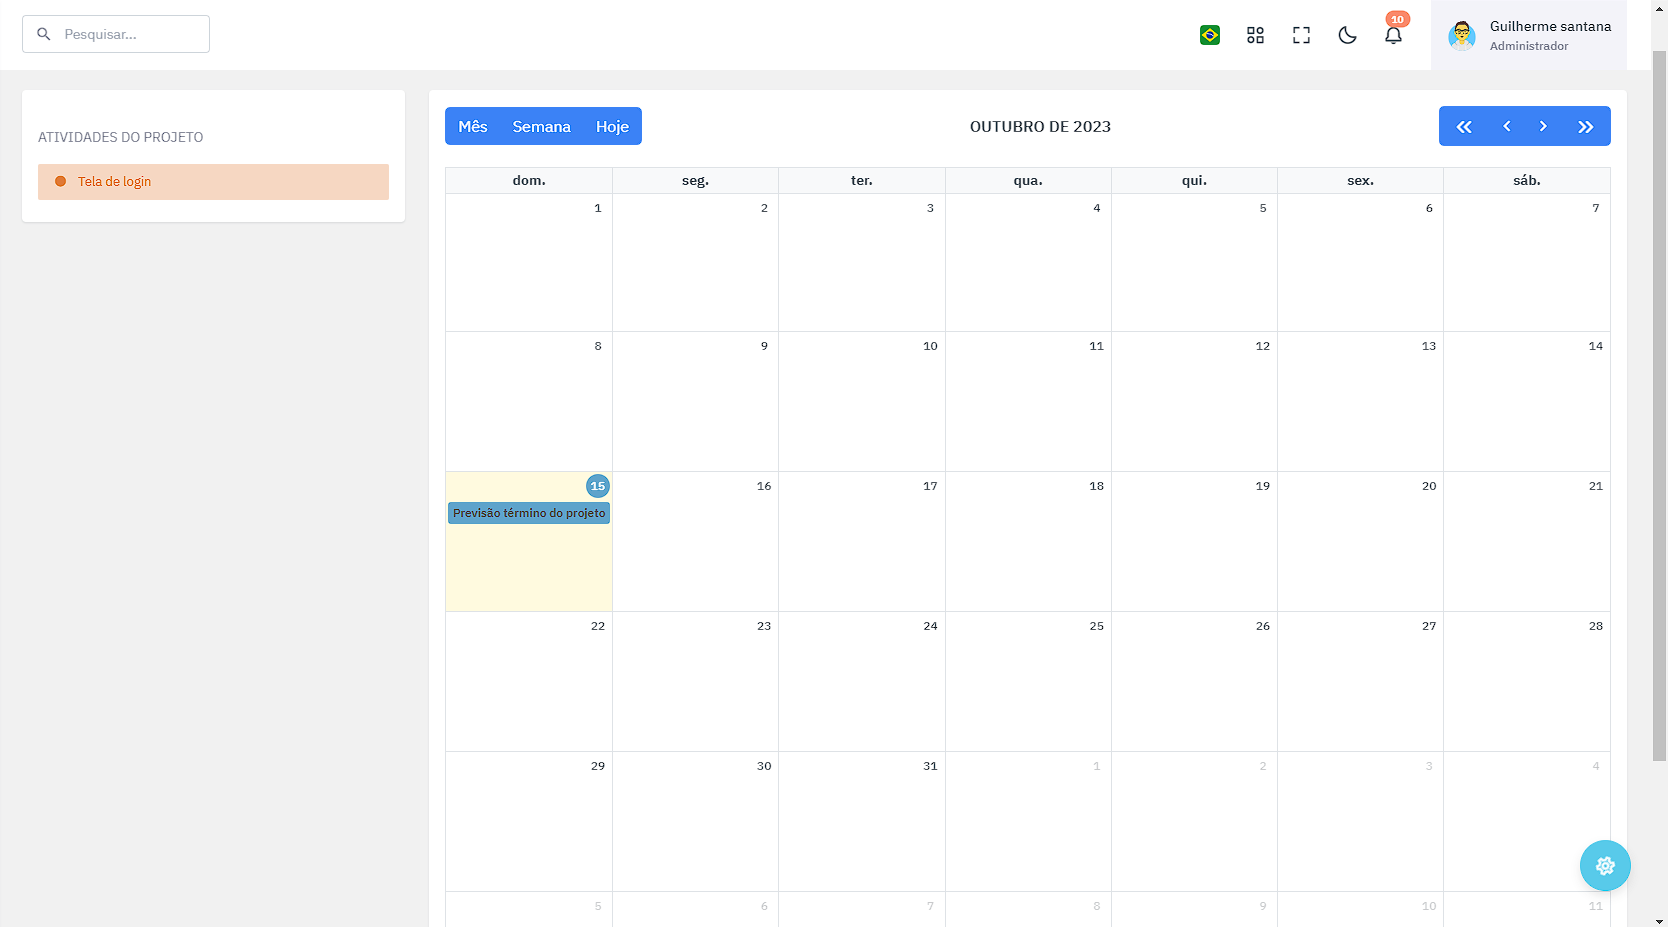 Pesquisar...
10
Guilherme santana
Administrador
ATIVIDADES DO PROJETO
Tela de login
Mês Semana Hoje
OUTUBRO DE 2023
dom. seg. ter. qua. qui. sex. sáb.
1 2 3 4 5 6 7
8 9 10 11 12 13 14
15 16 17 18 19 20 21
Previsão término do projeto
22 23 24 25 26 27 28
29 30 31 1 2 3 4
5 6 7 8 9 10 11